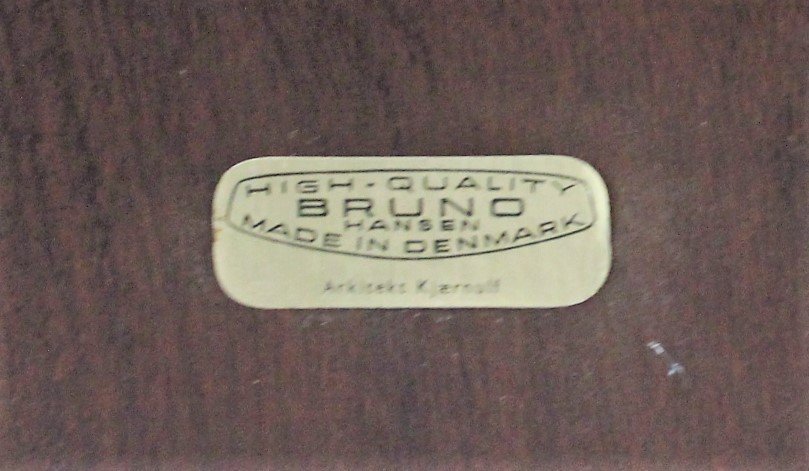 HIGH-QUALITY
BRUNO
HANSEN
MADE IN DENMARK
Arkitekt Kjærnulf